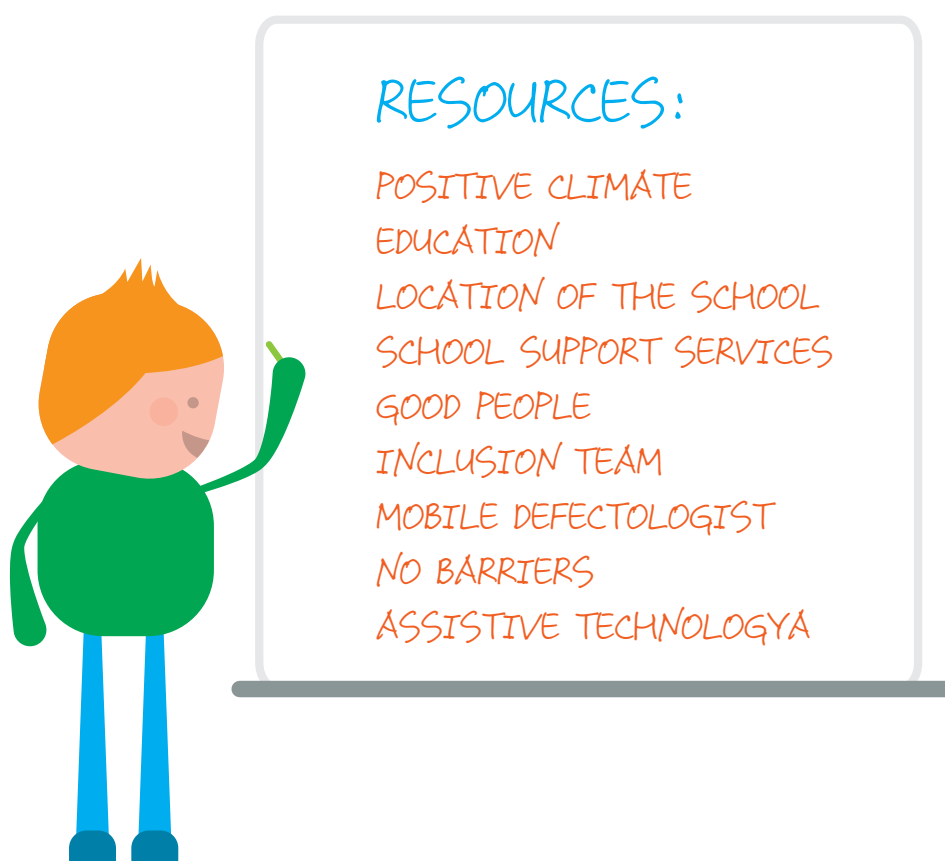 RESOURCES:
POSITIVE CLIMATE
EDUCATION
LOCATION OF THE SCHOOL
SCHOOL SUPPORT SERVICES
GOOD PEOPLE
INCLUSION TEAM
MOBILE DEFECTOLOGIST
NO BARRIERS
ASSISTIVE TECHNOLOGYA